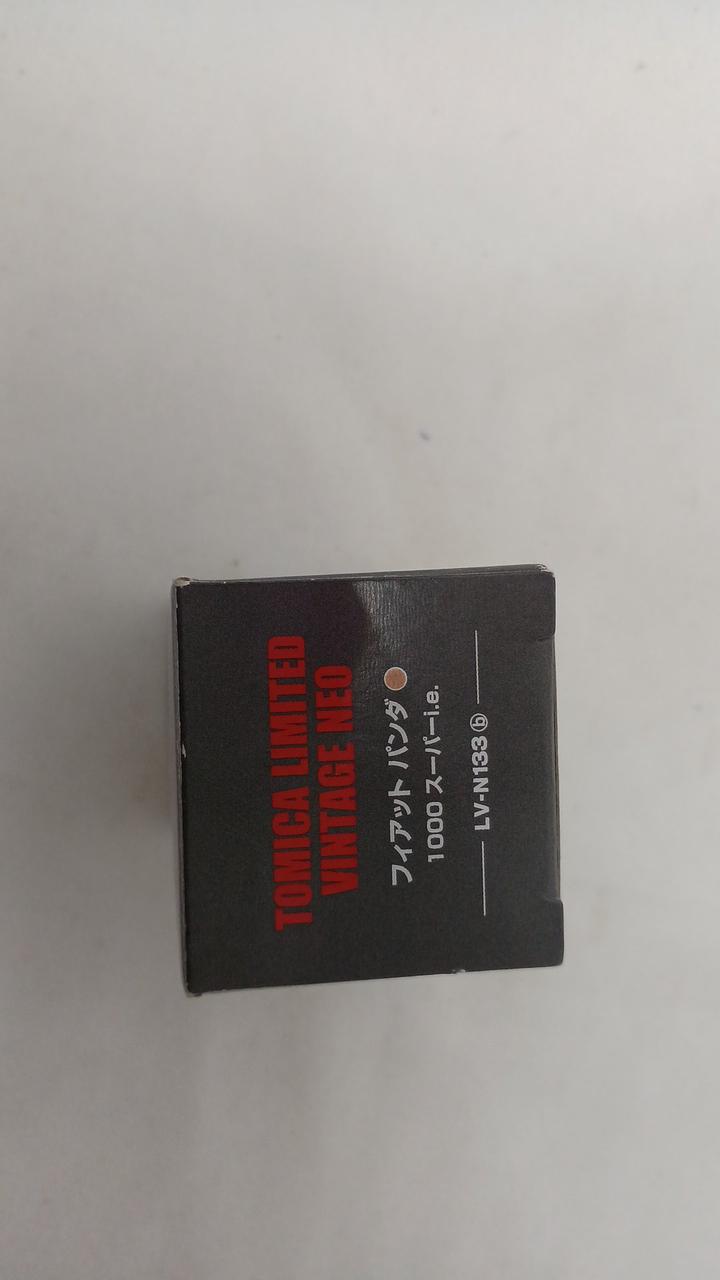 TOMICA LIMITED
VINTAGE NEO
フィアット パンダ
1000 スーパーi.e.
LV-N133 ⓑ